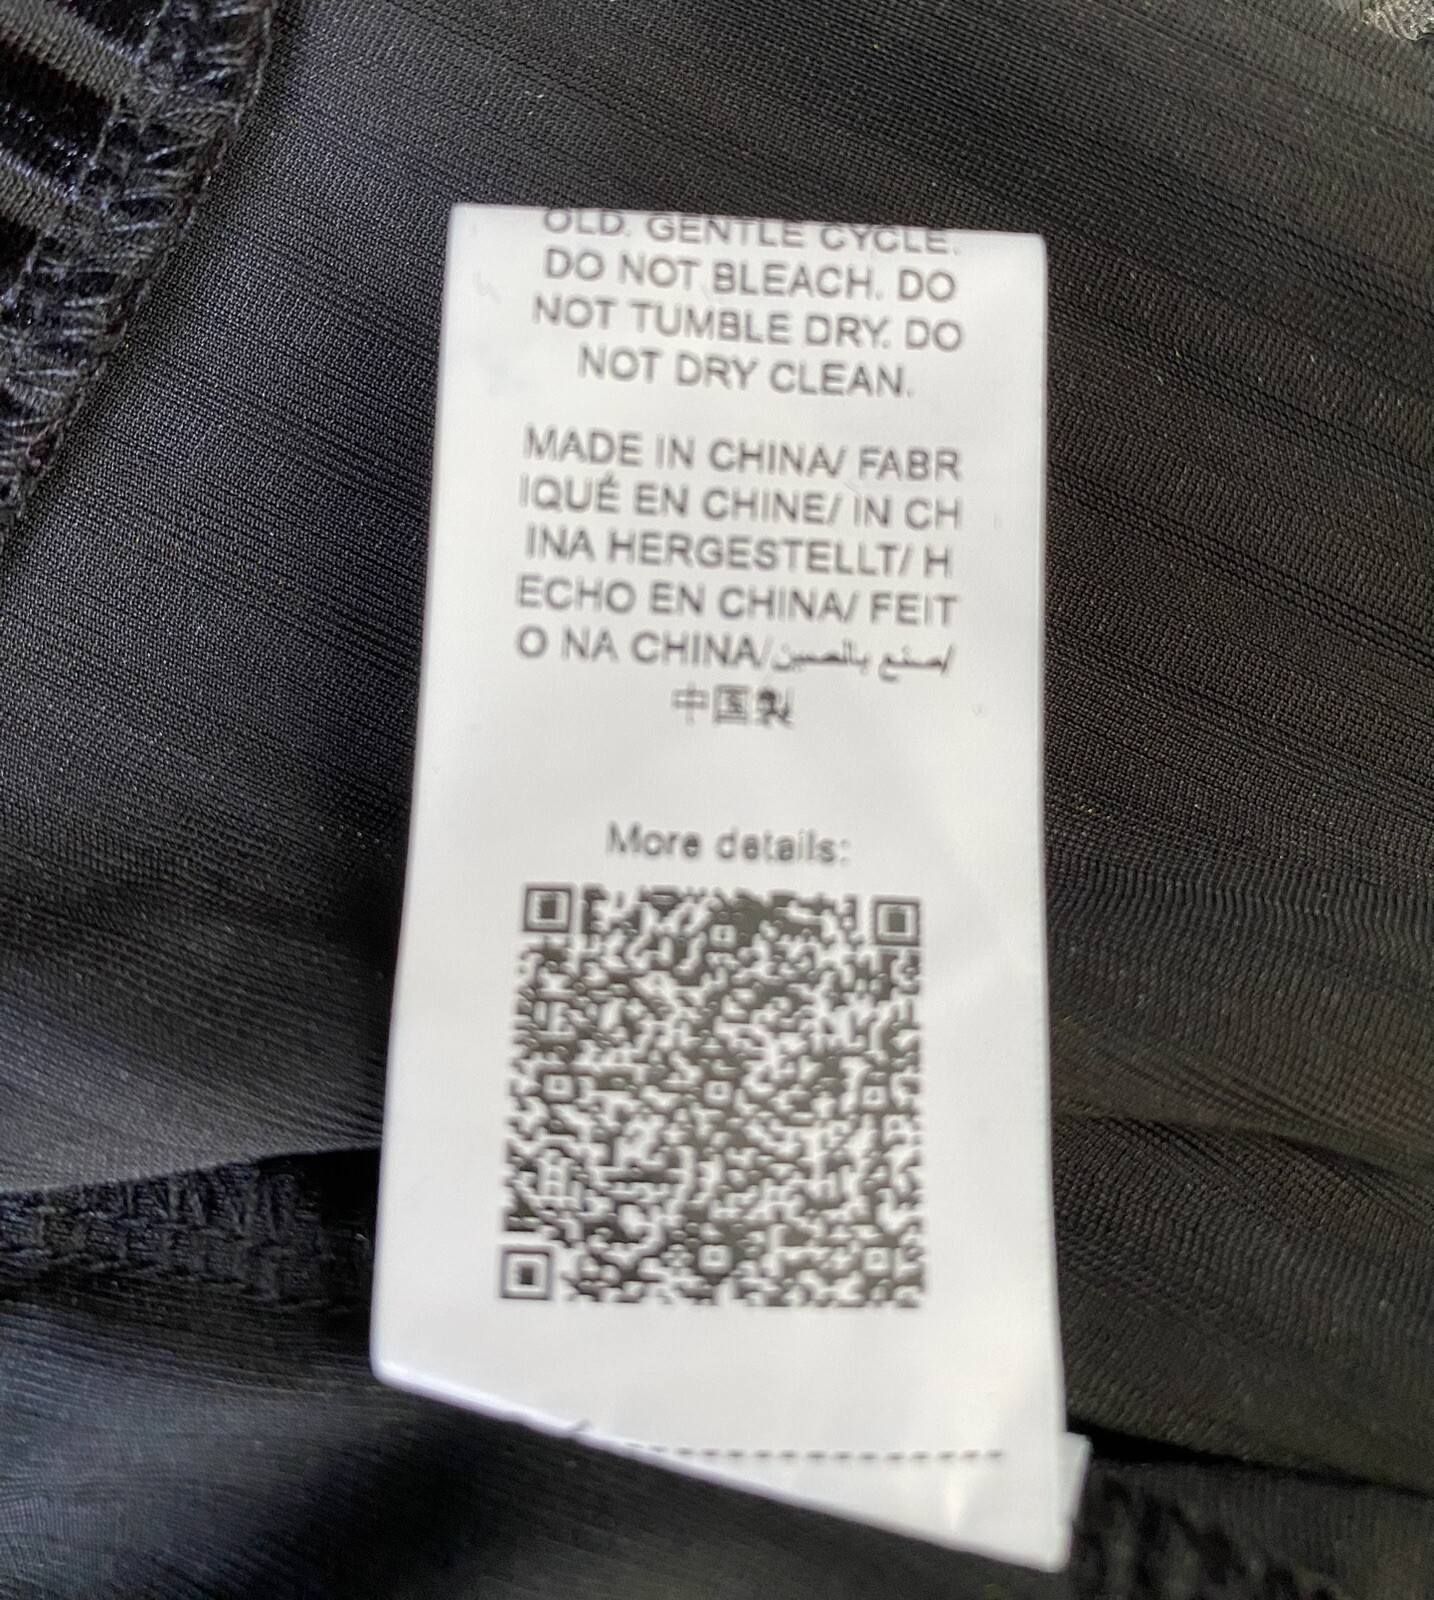 OLD. GENTLE CYCLE.
DO NOT BLEACH. DO
NOT TUMBLE DRY. DO
NOT DRY CLEAN.
MADE IN CHINA/ FABR
IQUÉ EN CHINE/ IN CH
INA HERGESTELLT/ H
ECHO EN CHINA/ FEIT
O NA CHINA/صنع بالصين/
中国製
More details: